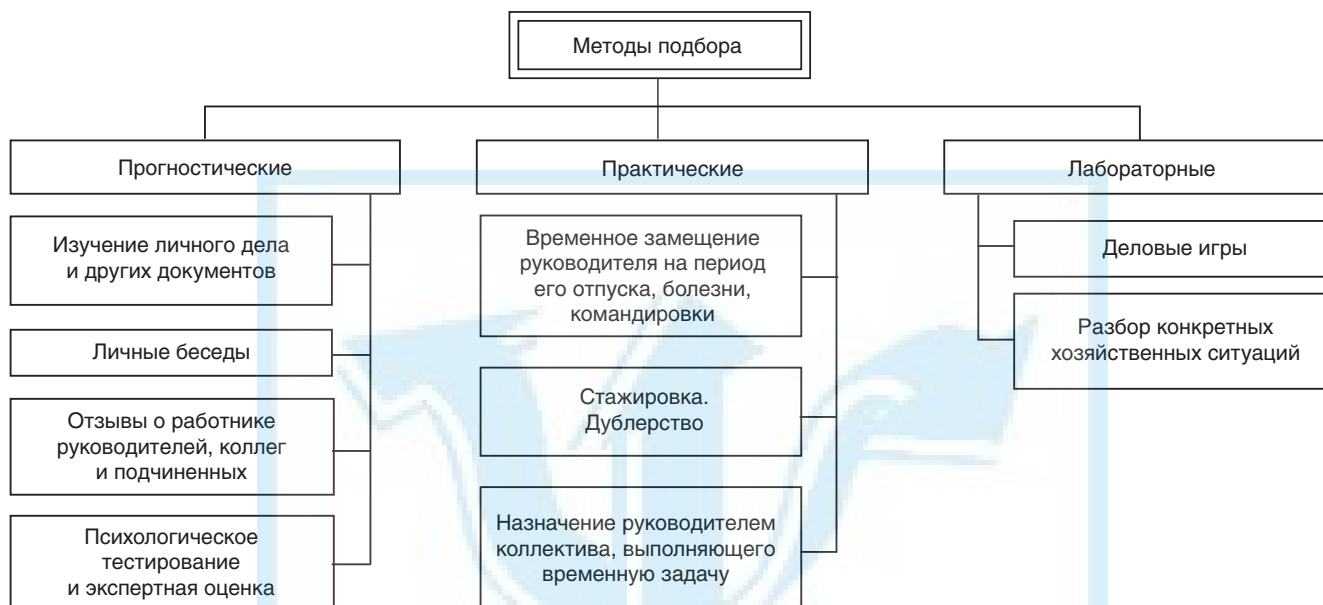 Методы подбора
Прогностические
Изучение личного дела
и других документов
Личные беседы
Отзывы о работнике
руководителей, коллег
и подчиненных
Психологическое
тестирование
и экспертная оценка
Практические
Временное замещение
руководителя на период
его отпуска, болезни,
командировки
Стажировка.
Дублерство
Назначение руководителем
коллектива, выполняющего
временную задачу
Лабораторные
Деловые игры
Разбор конкретных
хозяйственных ситуаций